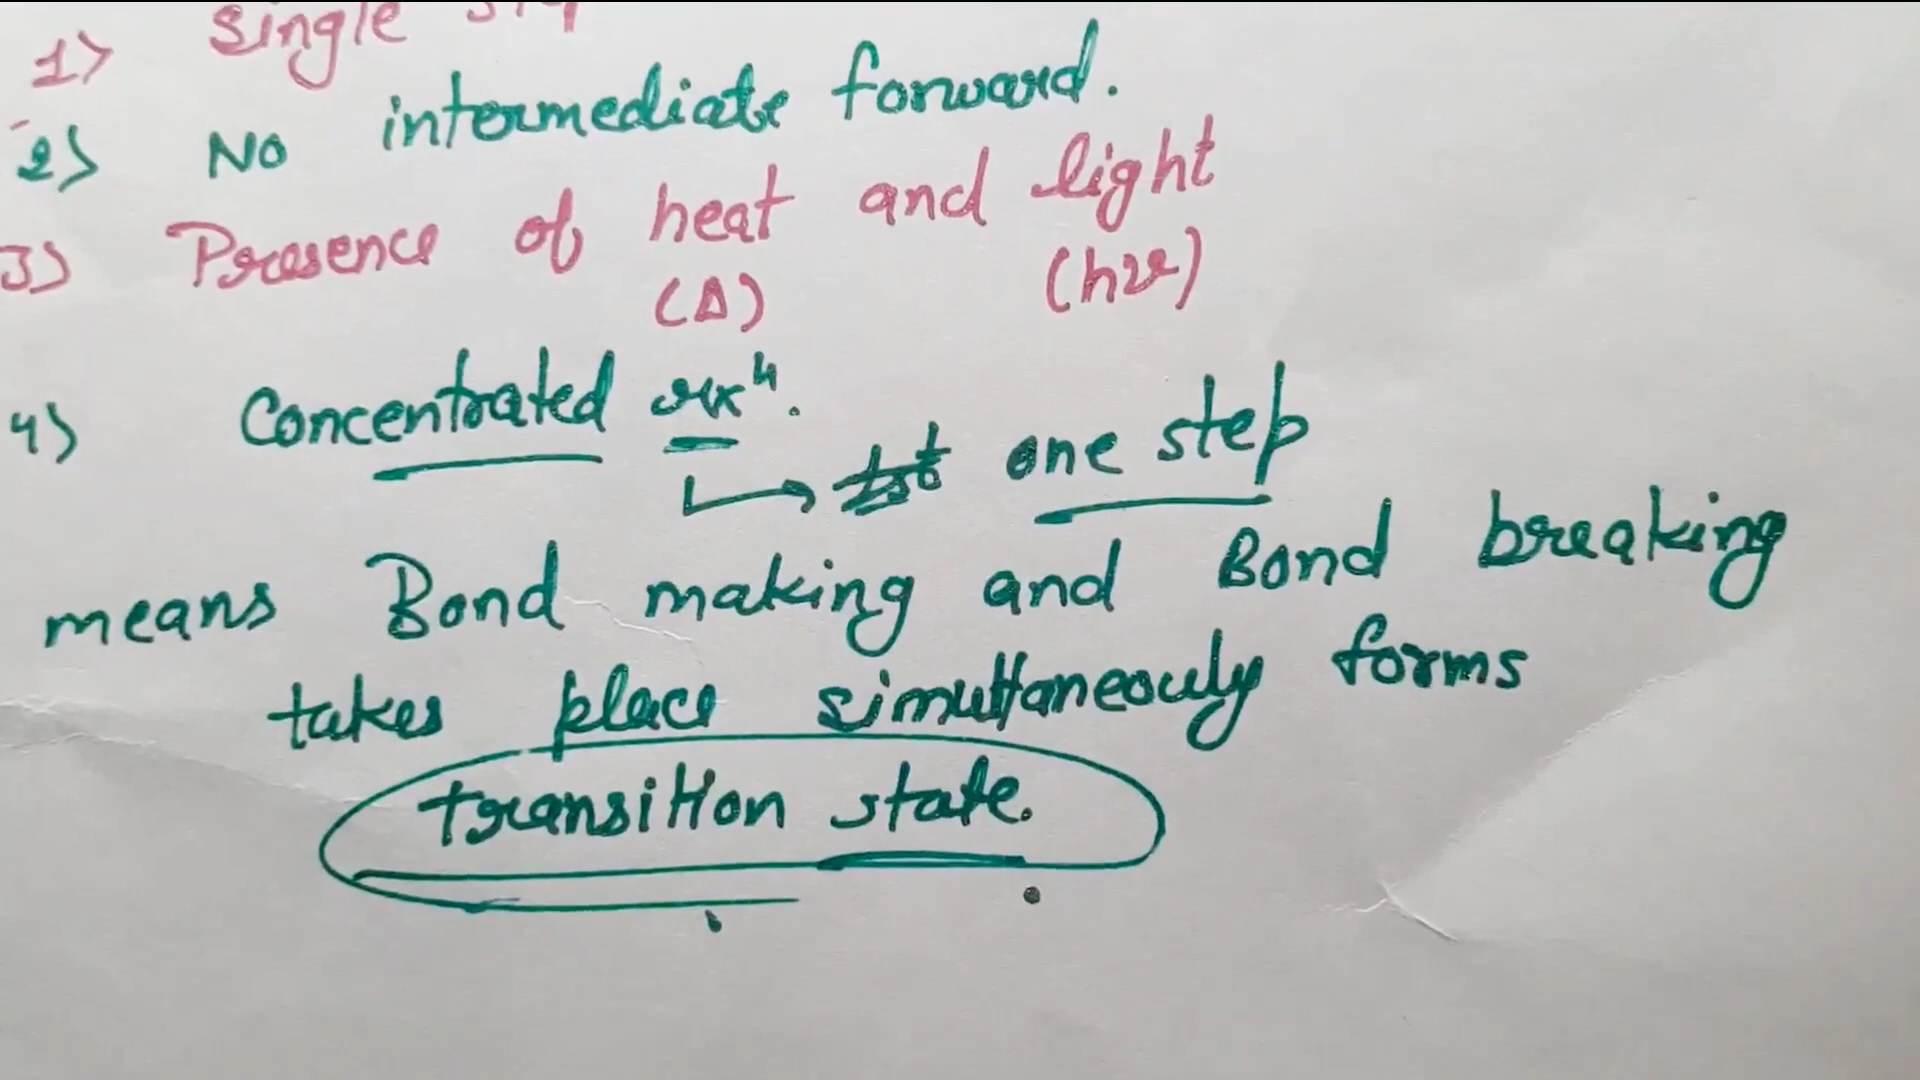 1) Single
2) No intermediate forward.
3) Presence of heat and light
(Δ) (hν)
4) Concentrated rxⁿ.
↳ one step
means Bond making and Bond breaking
takes place simultaneouly forms
transition state.